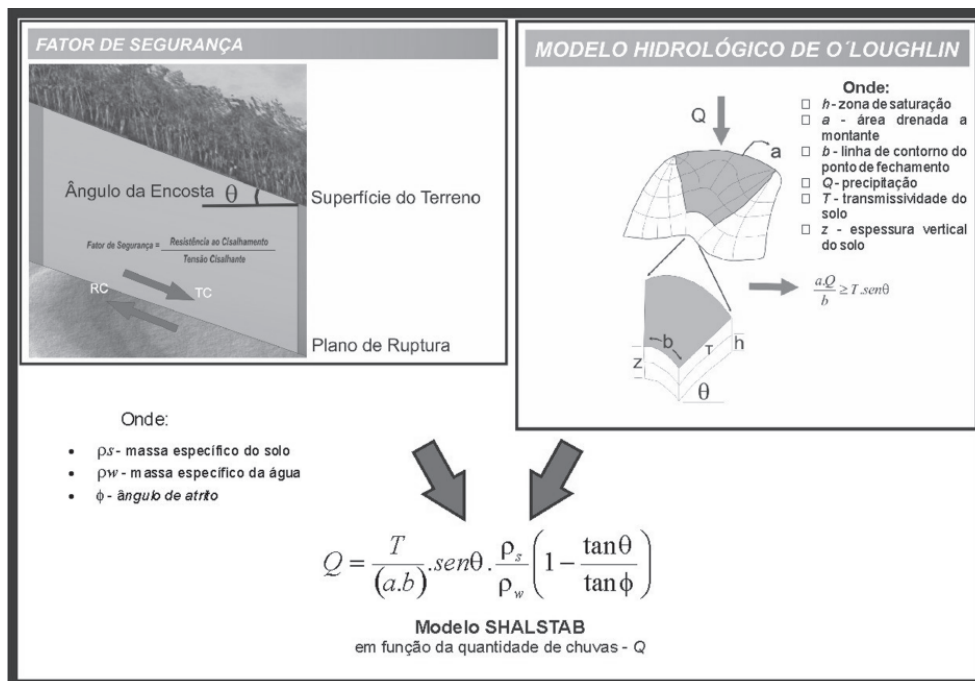 FATOR DE SEGURANÇA
Ângulo da Encosta θ
Superfície do Terreno
Fator de Segurança = Resistência ao Cisalhamento
Tensão Cisalhante
RC
TC
Plano de Ruptura
MODELO HIDROLÓGICO DE O´LOUGHLIN
Q
a
Onde:
□ h - zona de saturação
□ a - área drenada a
montante
□ b - linha de contorno do
ponto de fechamento
□ Q - precipitação
□ T - transmissividade do
solo
□ z - espessura vertical
do solo
a.Q/b ≥ T.senθ
b
T
h
z
θ
Onde:
• ρs - massa específico do solo
• ρw - massa específico da água
• ϕ - ângulo de atrito
Q = T/(a.b) .senθ. ρs/ρw (1 − tanθ/tanϕ)
Modelo SHALSTAB
em função da quantidade de chuvas - Q